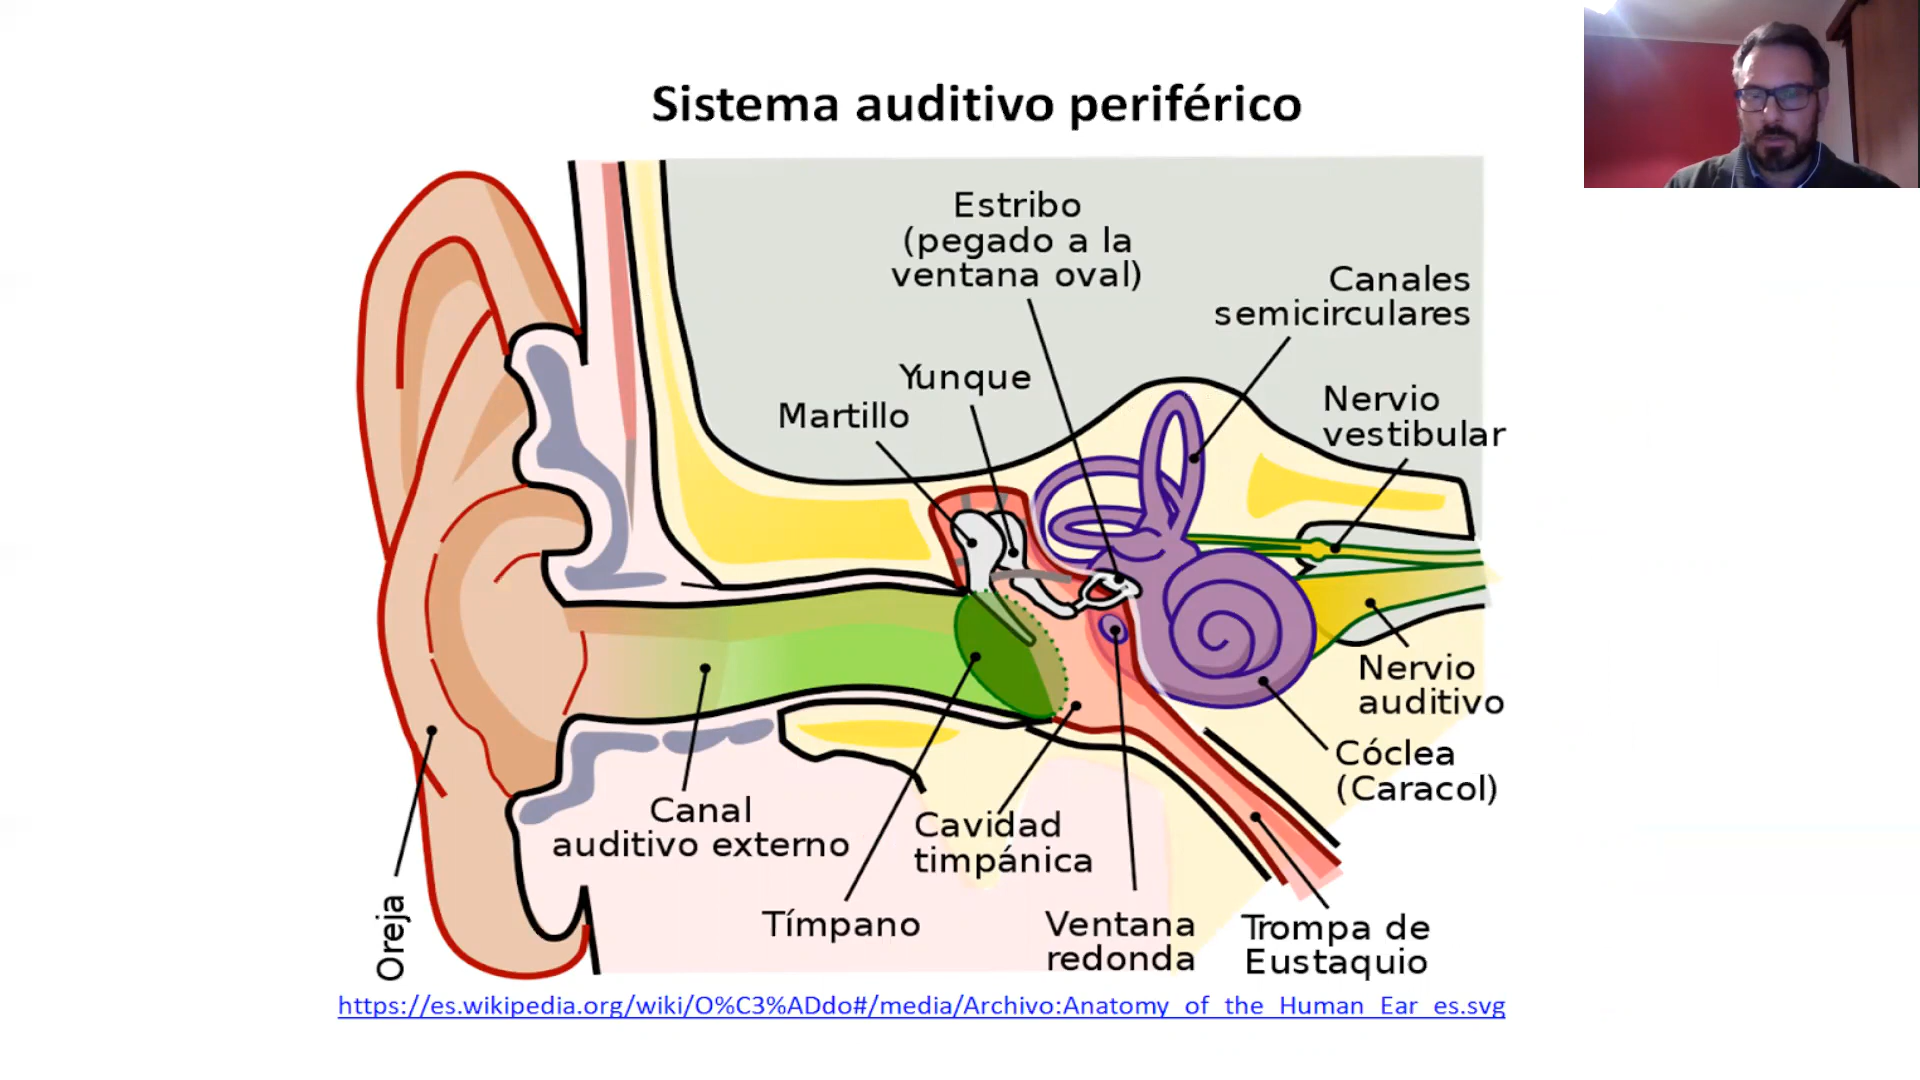 Sistema auditivo periférico
Estribo
(pegado a la
ventana oval)
Canales
semicirculares
Yunque
Martillo
Nervio
vestibular
Nervio
auditivo
Cóclea
(Caracol)
Canal
auditivo externo
Cavidad
timpánica
Tímpano
Ventana
redonda
Trompa de
Eustaquio
Oreja
https://es.wikipedia.org/wiki/O%C3%ADdo#/media/Archivo:Anatomy_of_the_Human_Ear_es.svg